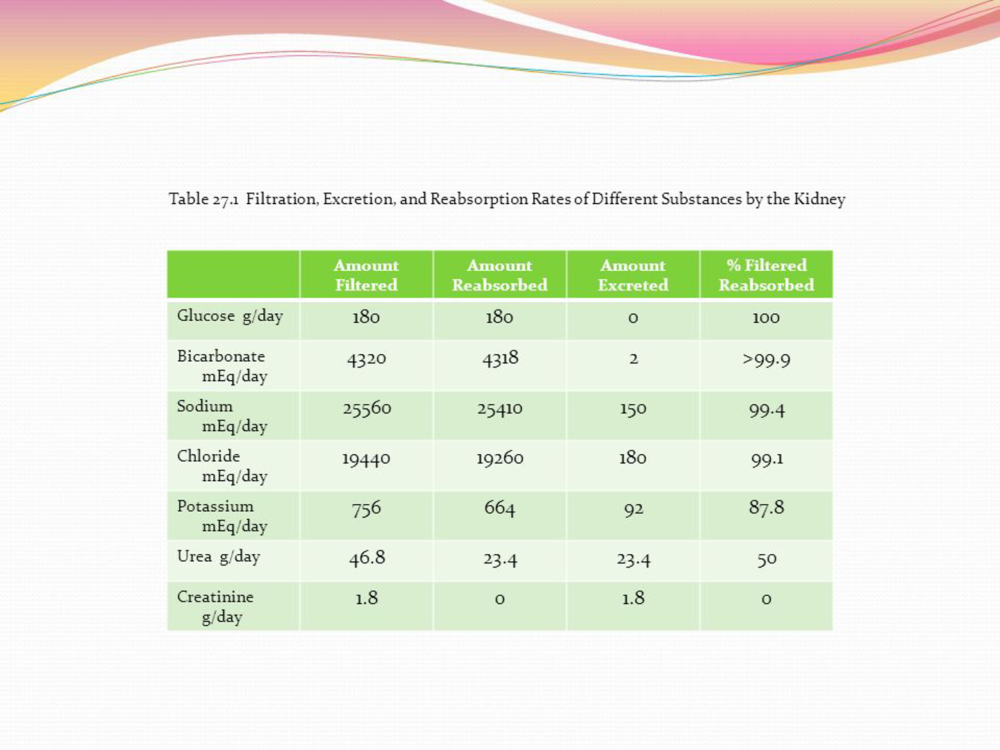 Table 27.1  Filtration, Excretion, and Reabsorption Rates of Different Substances by the Kidney
Amount Filtered | Amount Reabsorbed | Amount Excreted | % Filtered Reabsorbed
Glucose  g/day 180 180 0 100
Bicarbonate mEq/day 4320 4318 2 >99.9
Sodium mEq/day 25560 25410 150 99.4
Chloride mEq/day 19440 19260 180 99.1
Potassium mEq/day 756 664 92 87.8
Urea  g/day 46.8 23.4 23.4 50
Creatinine g/day 1.8 0 1.8 0